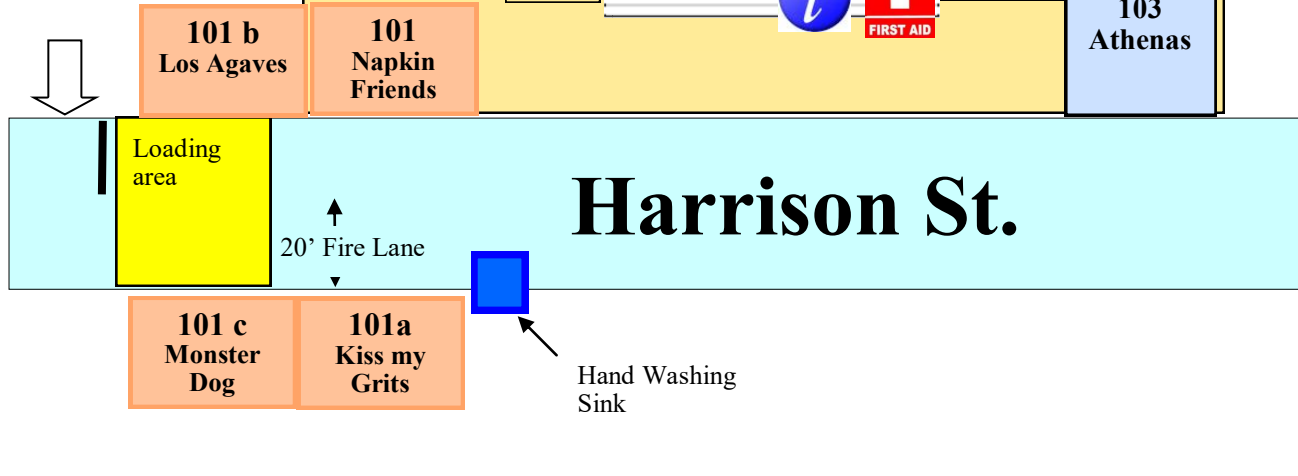 101 b
Los Agaves
101
Napkin
Friends
i
FIRST AID
103
Athenas
Loading
area
Harrison St.
20’ Fire Lane
101 c
Monster
Dog
101a
Kiss my
Grits
Hand Washing
Sink